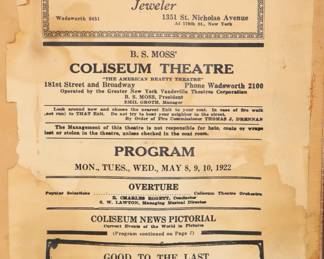 Jeweler
Wadsworth 8451 1351 St. Nicholas Avenue
At 178th St., New York
B. S. MOSS'
COLISEUM THEATRE
"THE AMERICAN BEAUTY THEATRE"
181st Street and Broadway Phone Wadsworth 2100
Operated by the Greater New York Vaudeville Theatres Corporation
B. S. MOSS, President
EMIL GROTH, Manager
Look around now and choose the nearest Exit to your seat. In case of fire walk
(not run) to THAT Exit. Do not try to beat your neighbor to the street.
By Order of Fire Commissioner THOMAS J. DRENNAN
The Management of this theatre is not responsible for hats, coats or wraps
lost or stolen in the theatre, unless checked in the coat room.
PROGRAM
MON., TUES., WED., MAY 8, 9, 10, 1922
OVERTURE
Popular Selections Coliseum Theatre Orchestra
Conductor
S. W. LAWTON, Managing Musical Director
COLISEUM NEWS PICTORIAL
Current Events of the World in Pictures
(Program continued on Page
GOOD TO THE LAST